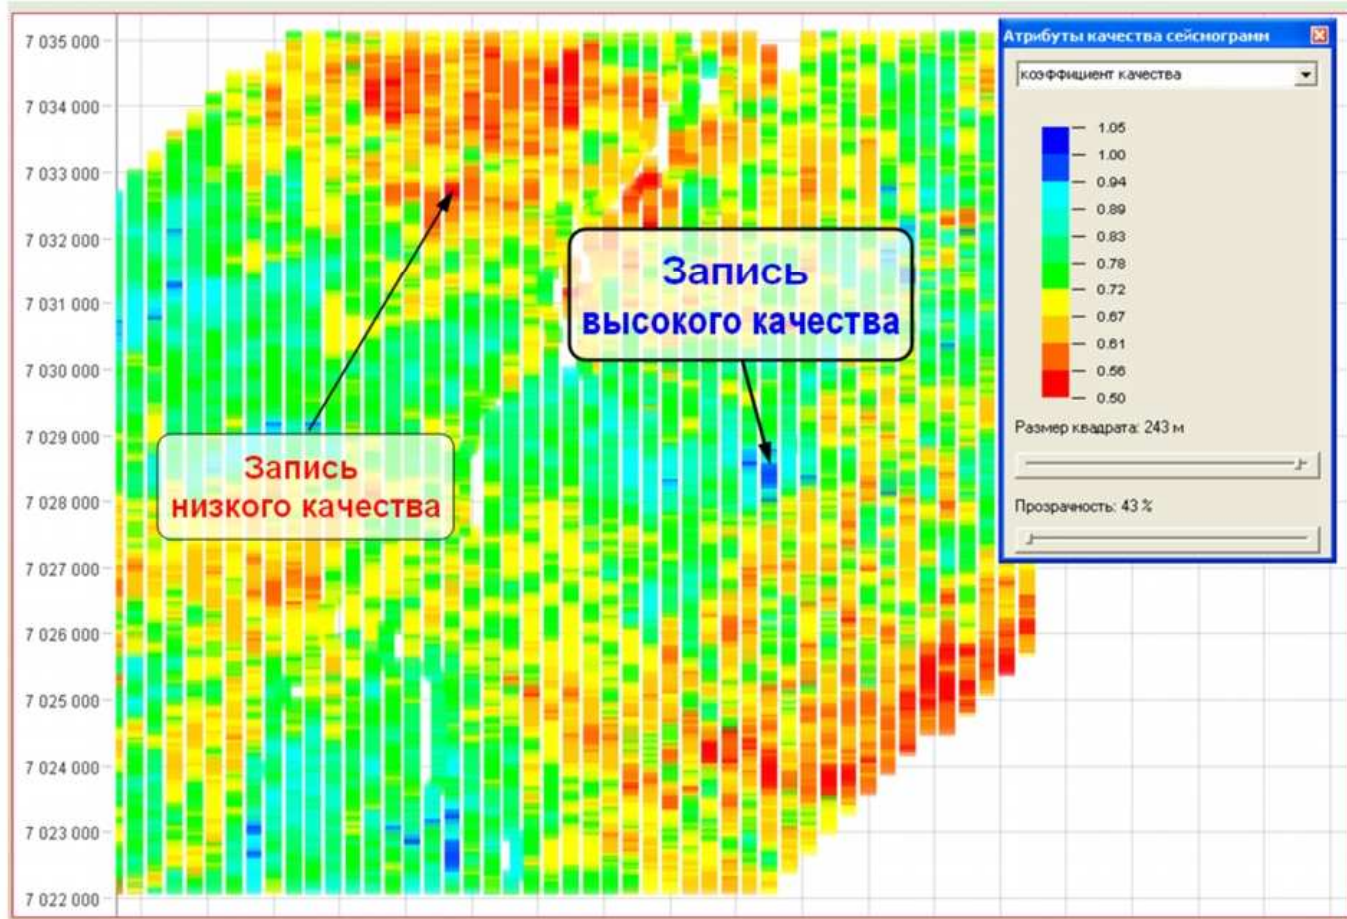 7 035 000
7 034 000
7 033 000
7 032 000
7 031 000
7 030 000
7 029 000
7 028 000
7 027 000
7 026 000
7 025 000
7 024 000
7 023 000
7 022 000
Запись
низкого качества
Запись
высокого качества
Атрибуты качества сейсмограмм
коэффициент качества
1.05
1.00
0.94
0.89
0.83
0.78
0.72
0.67
0.61
0.56
0.50
Размер квадрата: 243 м
Прозрачность: 43 %